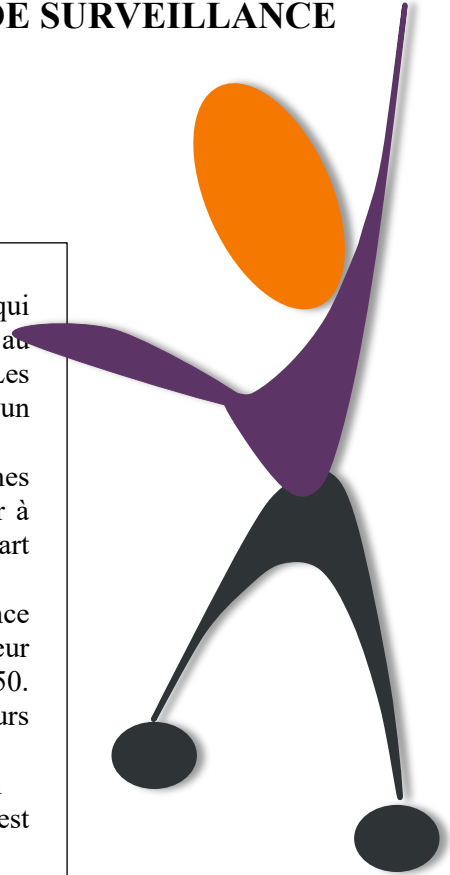 DE SURVEILLANCE
qui
au
Les
un
nes
r à
art
nce
eur
50.
urs
est